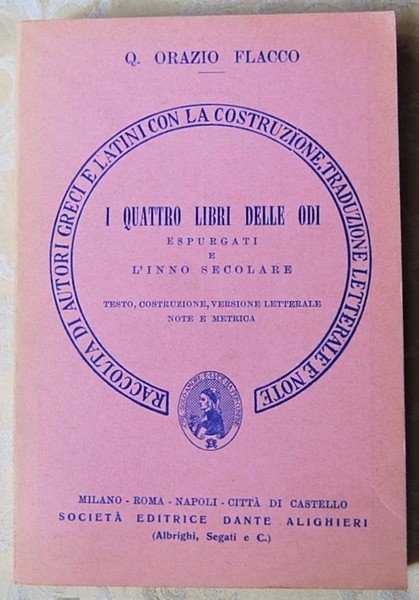 Q. ORAZIO FLACCO
RACCOLTA DI AUTORI GRECI E LATINI CON LA COSTRUZIONE, TRADUZIONE LETTERALE E NOTE
I QUATTRO LIBRI DELLE ODI
ESPURGATI
E
L'INNO SECOLARE
TESTO, COSTRUZIONE, VERSIONE LETTERALE
NOTE E METRICA
MILANO - ROMA - NAPOLI - CITTÀ DI CASTELLO
SOCIETÀ EDITRICE DANTE ALIGHIERI
(Albrighi, Segati e C.)